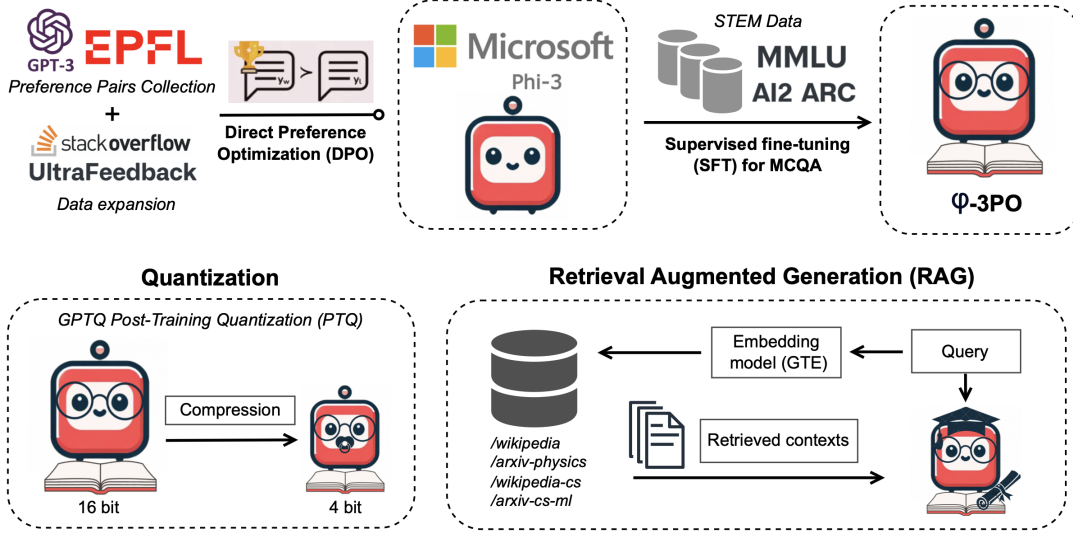 GPT-3
EPFL
Preference Pairs Collection
+
stackoverflow
UltraFeedback
Data expansion
yw
>
yl
Direct Preference
Optimization (DPO)
Microsoft
Phi-3
STEM Data
MMLU
AI2 ARC
Supervised fine-tuning
(SFT) for MCQA
φ-3PO
Quantization
GPTQ Post-Training Quantization (PTQ)
Compression
16 bit
4 bit
Retrieval Augmented Generation (RAG)
Embedding
model (GTE)
Query
Retrieved contexts
/wikipedia
/arxiv-physics
/wikipedia-cs
/arxiv-cs-ml